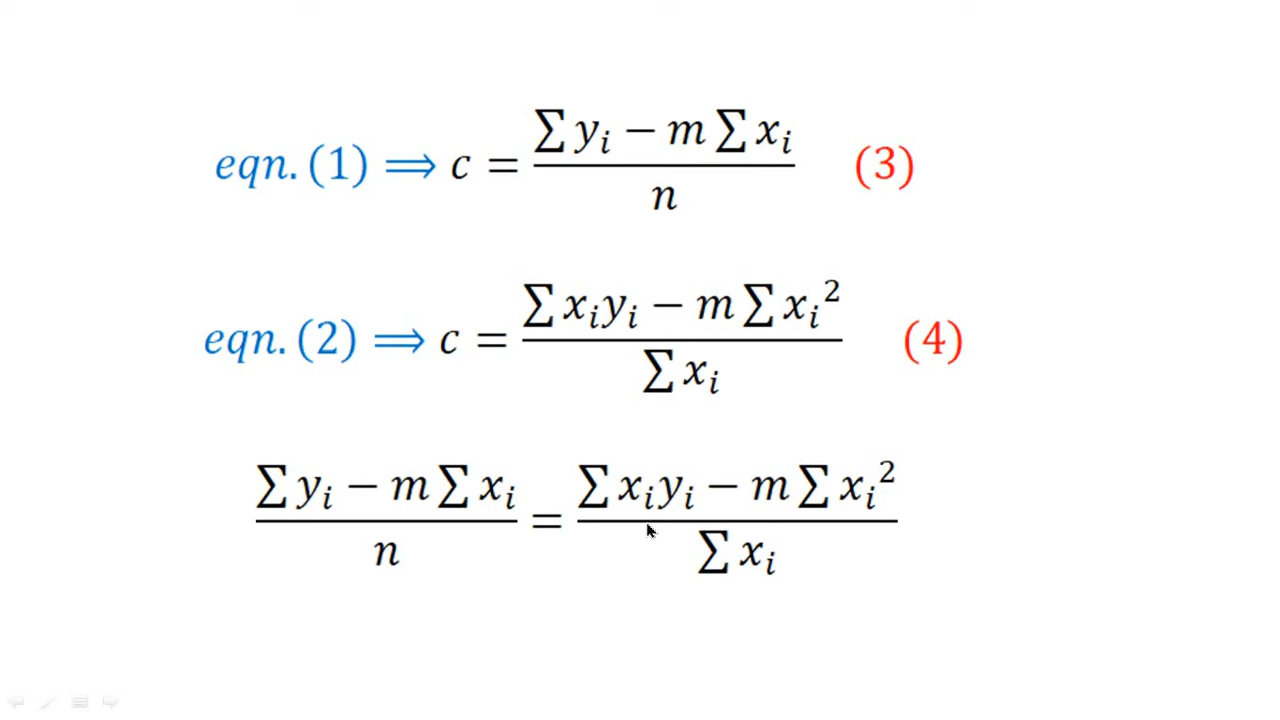 eqn. (1) ⟹ c = (∑ yᵢ − m ∑ xᵢ) / n (3)
eqn. (2) ⟹ c = (∑ xᵢyᵢ − m ∑ xᵢ²) / ∑ xᵢ (4)
(∑ yᵢ − m ∑ xᵢ) / n = (∑ xᵢyᵢ − m ∑ xᵢ²) / ∑ xᵢ